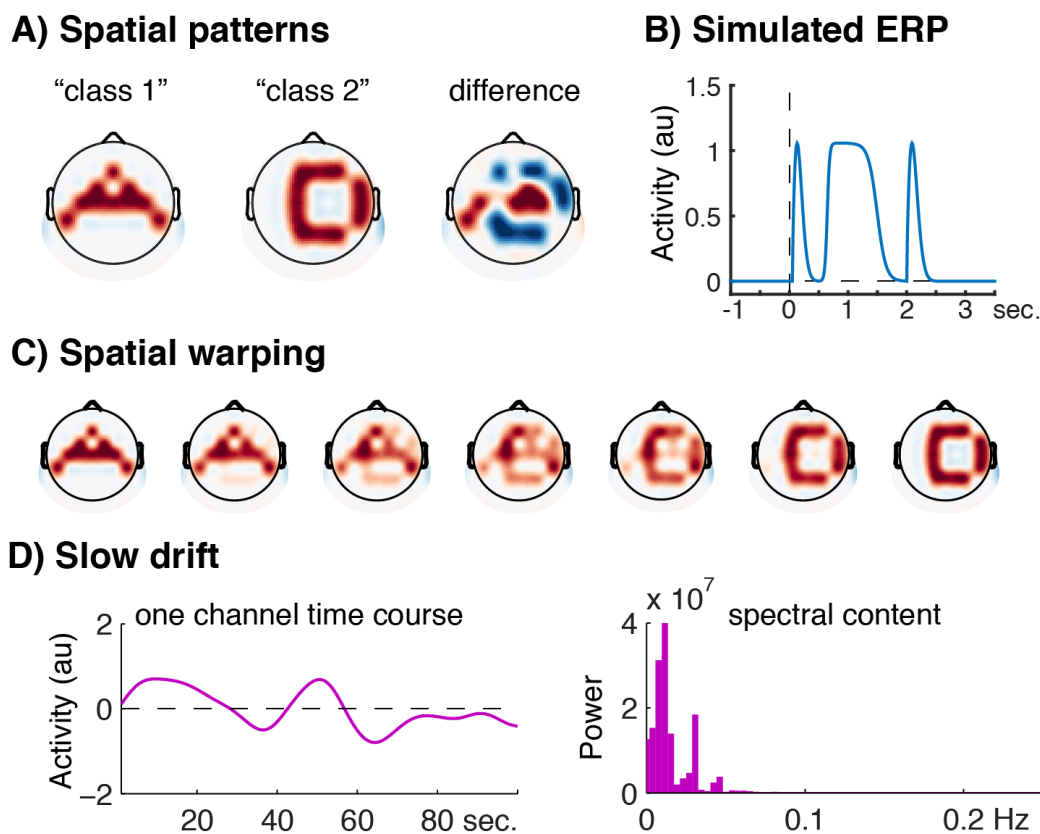 A) Spatial patterns
"class 1"
"class 2"
difference
B) Simulated ERP
Activity (au)
1.5
1
0.5
0
-1
0
1
2
3
sec.
C) Spatial warping
D) Slow drift
one channel time course
Activity (au)
2
0
−2
20
40
60
80 sec.
spectral content
x 10⁷
Power
4
2
0
0
0.1
0.2 Hz